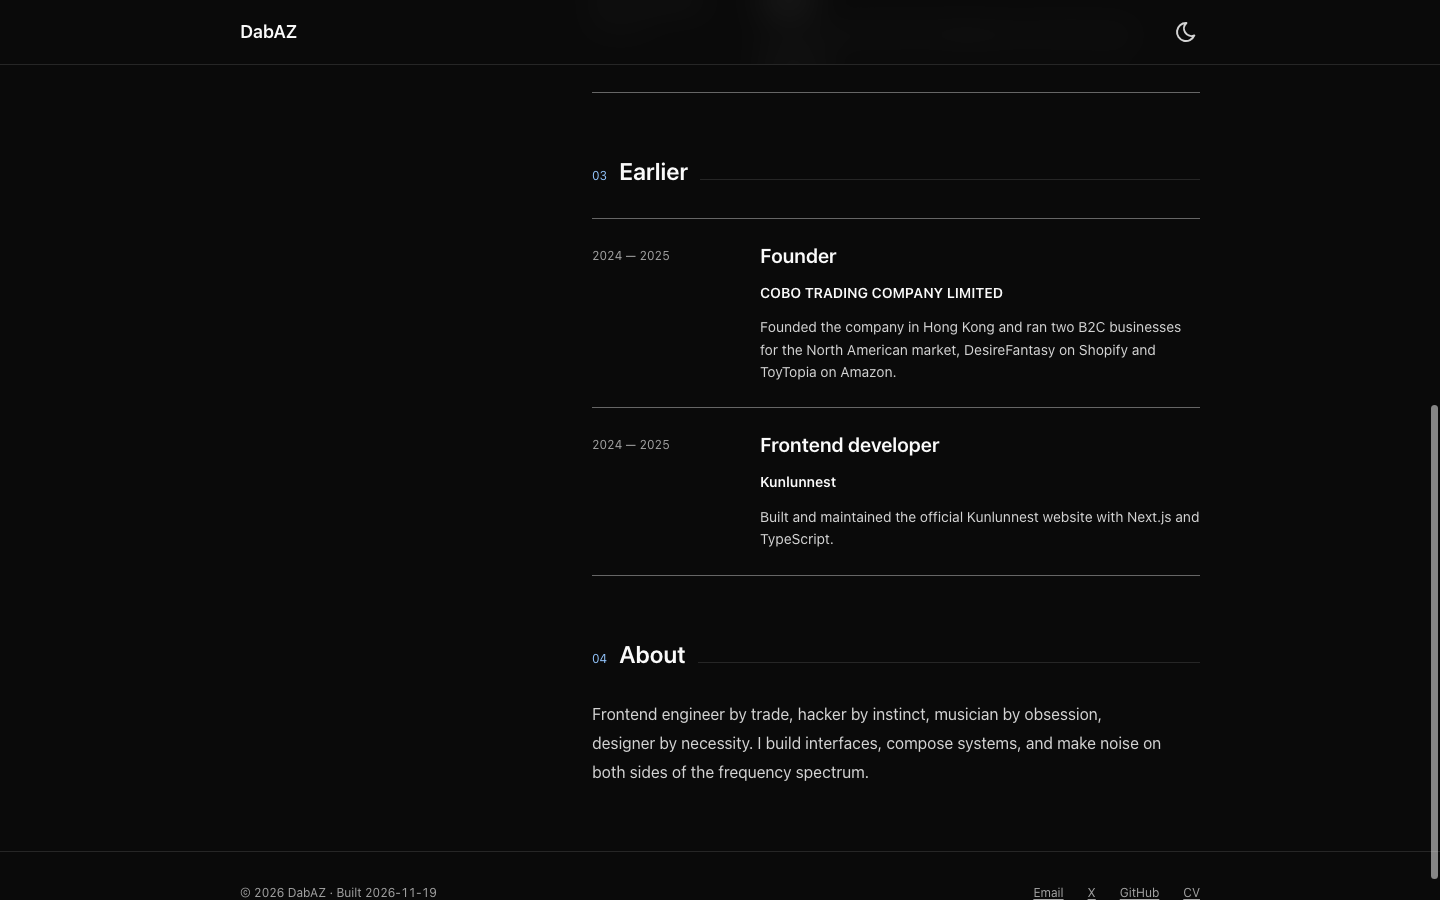 DabAZ
03 Earlier
2024 — 2025
Founder
COBO TRADING COMPANY LIMITED
Founded the company in Hong Kong and ran two B2C businesses
for the North American market, DesireFantasy on Shopify and
ToyTopia on Amazon.
2024 — 2025
Frontend developer
Kunlunnest
Built and maintained the official Kunlunnest website with Next.js and
TypeScript.
04 About
Frontend engineer by trade, hacker by instinct, musician by obsession,
designer by necessity. I build interfaces, compose systems, and make noise on
both sides of the frequency spectrum.
© 2026 DabAZ · Built 2026-11-19
Email X GitHub CV